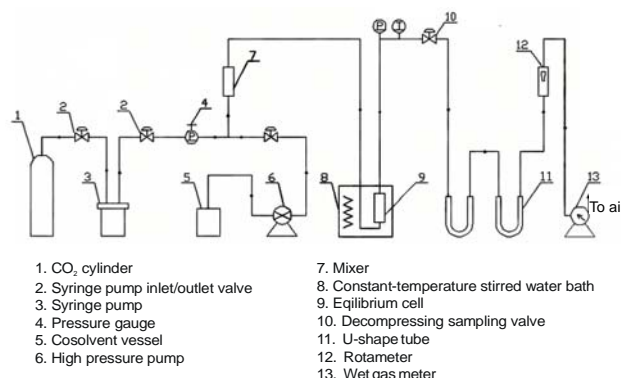 10
P
T
7
12
4
2
2
1
P
3
5
6
8
9
11
13
To ai
1. CO₂ cylinder
2. Syringe pump inlet/outlet valve
3. Syringe pump
4. Pressure gauge
5. Cosolvent vessel
6. High pressure pump
7. Mixer
8. Constant-temperature stirred water bath
9. Eqilibrium cell
10. Decompressing sampling valve
11. U-shape tube
12. Rotameter
13. Wet gas meter